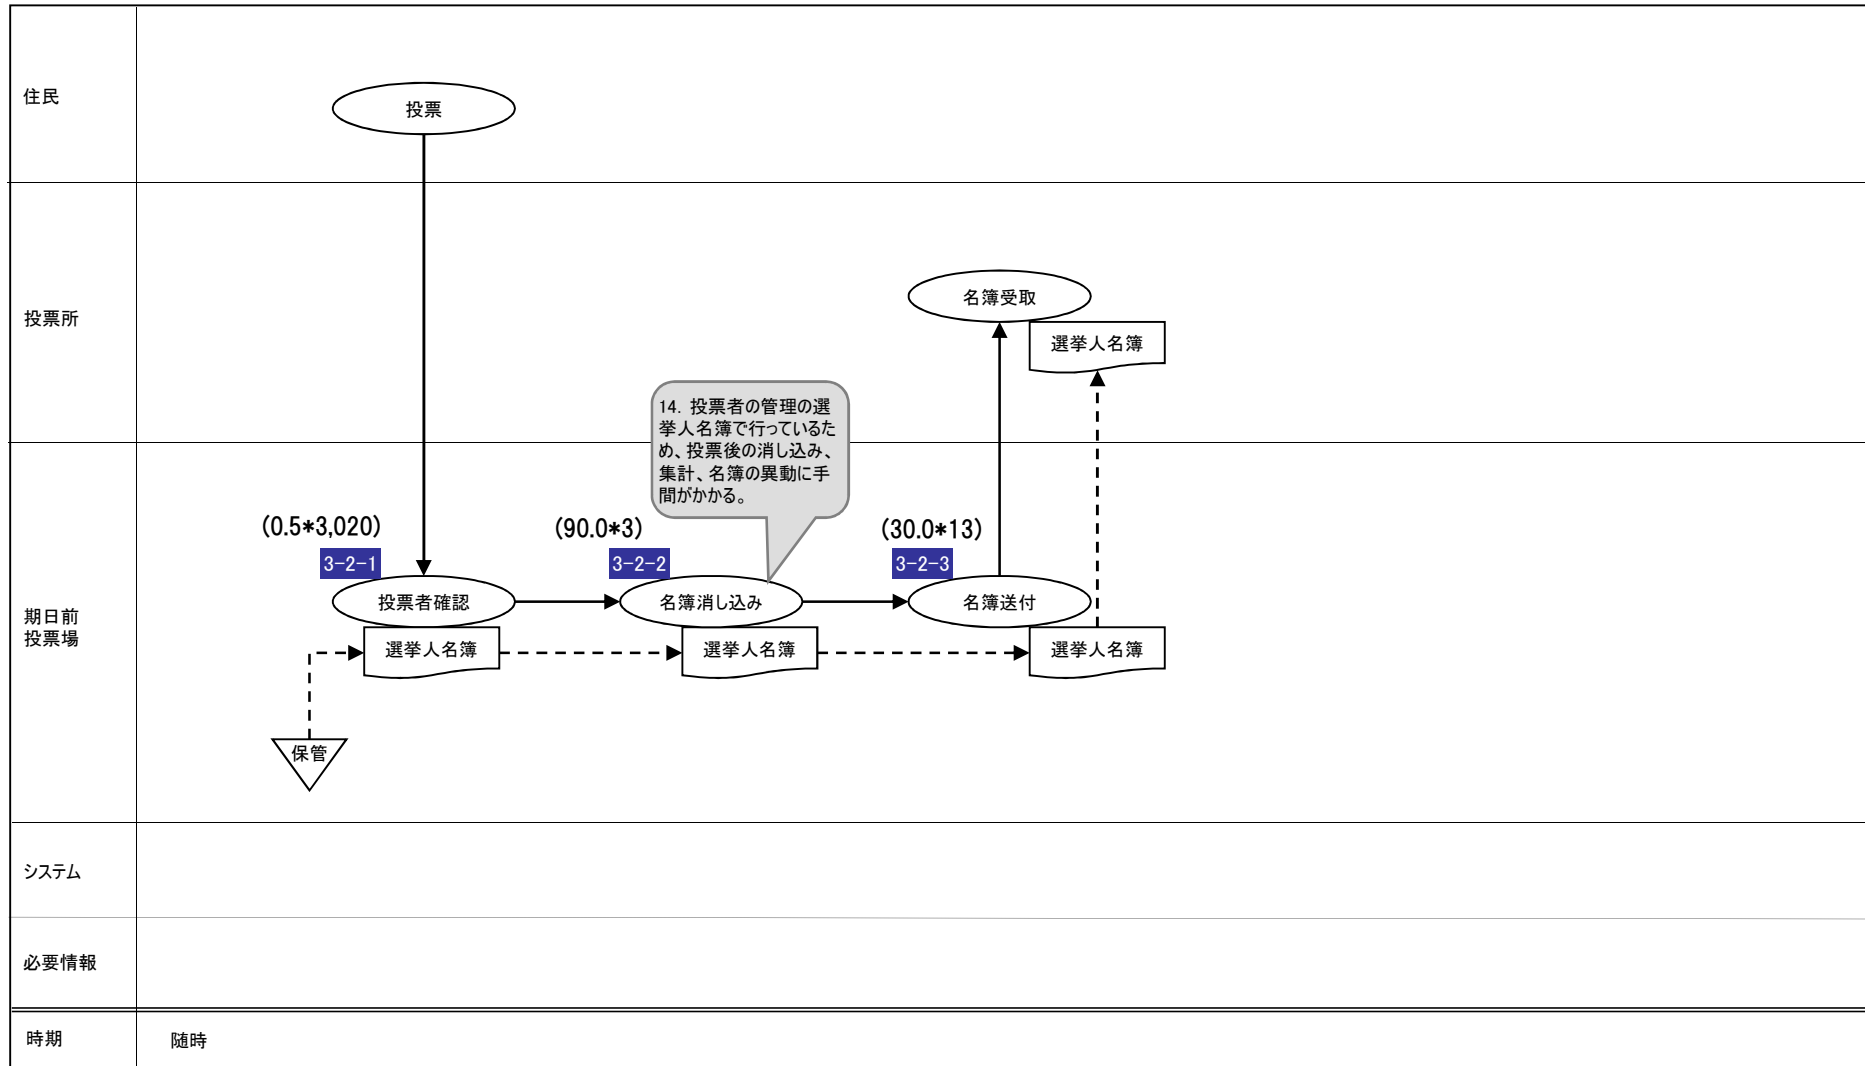 住民
投票
投票所
名簿受取
選挙人名簿
14. 投票者の管理の選
挙人名簿で行っているた
め、投票後の消し込み、
集計、名簿の異動に手
間がかかる。
(0.5*3,020)
(90.0*3)
(30.0*13)
3-2-1
3-2-2
3-2-3
期日前
投票場
投票者確認
名簿消し込み
名簿送付
選挙人名簿
選挙人名簿
選挙人名簿
保管
システム
必要情報
時期
随時